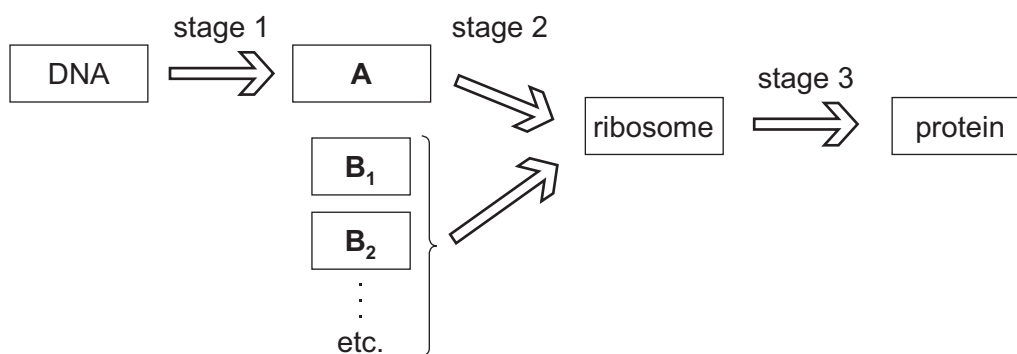 stage 1
stage 2
DNA
A
stage 3
ribosome
protein
B₁
B₂
etc.